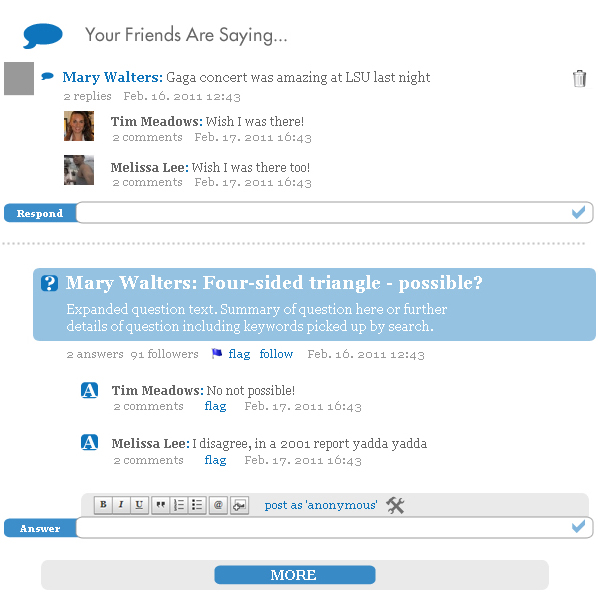 Your Friends Are Saying...
Mary Walters: Gaga concert was amazing at LSU last night
2 replies Feb. 16. 2011 12:43
Tim Meadows: Wish I was there!
2 comments Feb. 17. 2011 16:43
Melissa Lee: Wish I was there too!
2 comments Feb. 17. 2011 16:43
Respond
? Mary Walters: Four-sided triangle - possible?
Expanded question text. Summary of question here or further
details of question including keywords picked up by search.
2 answers 91 followers flag follow Feb. 16. 2011 12:43
A Tim Meadows: No not possible!
2 comments flag Feb. 17. 2011 16:43
A Melissa Lee: I disagree, in a 2001 report yadda yadda
2 comments flag Feb. 17. 2011 16:43
B I U @ post as 'anonymous'
Answer
MORE